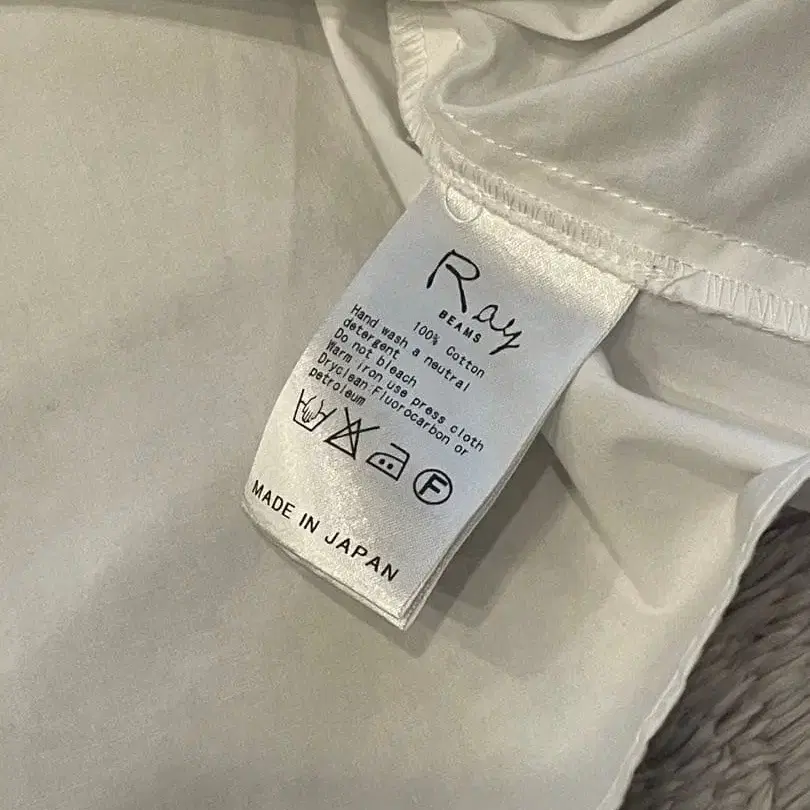 Ray
BEAMS
100% Cotton
Hand wash a neutral
detergent
Do not bleach
Warm iron use press cloth
Dryclean:Fluorocarbon or
petroleum
F
MADE IN JAPAN